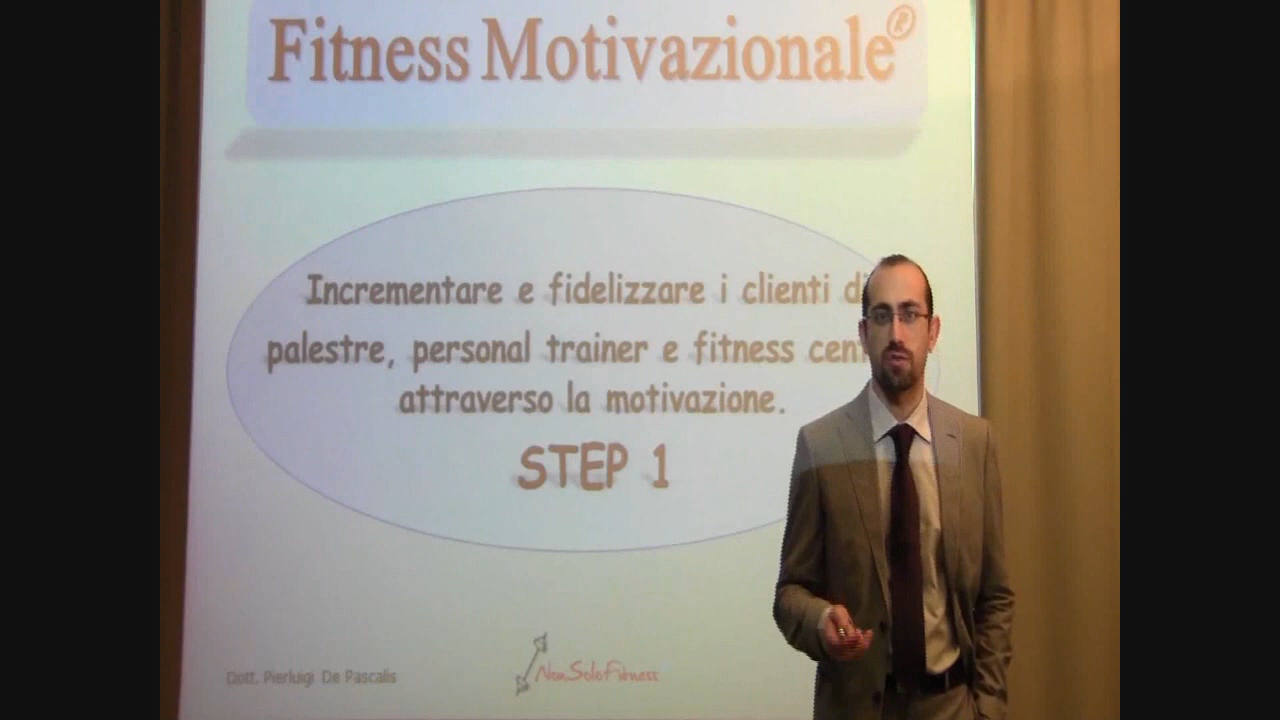 Fitness Motivazionale®
Incrementare e fidelizzare i clienti di
palestre, personal trainer e fitness cent
attraverso la motivazione.
STEP 1
Dott. Pierluigi De Pascalis
NonSoloFitness